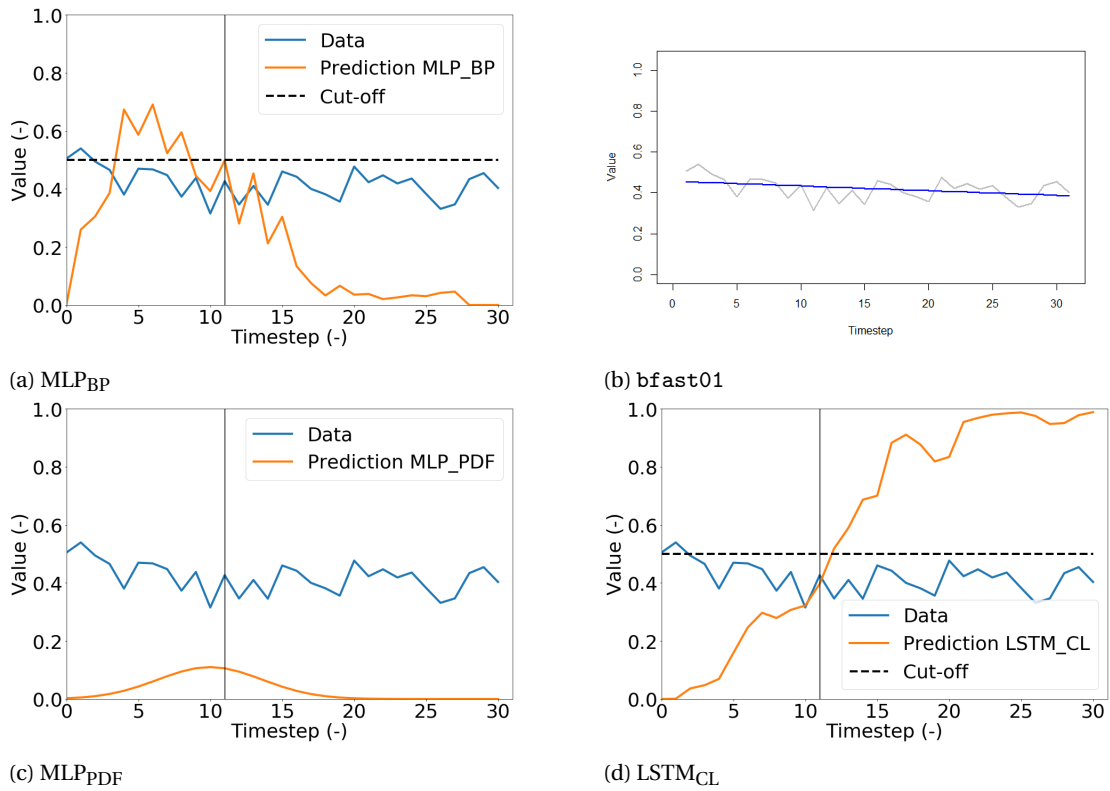 1.0
0.8
0.6
0.4
0.2
0.0
Value (-)
Data
Prediction MLP_BP
Cut-off
0 5 10 15 20 25 30
Timestep (-)
(a) MLP_BP
1.0
0.8
0.6
0.4
0.2
0.0
Value
0 5 10 15 20 25 30
Timestep
(b) bfast01
1.0
0.8
0.6
0.4
0.2
0.0
Value (-)
Data
Prediction MLP_PDF
0 5 10 15 20 25 30
Timestep (-)
(c) MLP_PDF
1.0
0.8
0.6
0.4
0.2
0.0
Value (-)
Data
Prediction LSTM_CL
Cut-off
0 5 10 15 20 25 30
Timestep (-)
(d) LSTM_CL